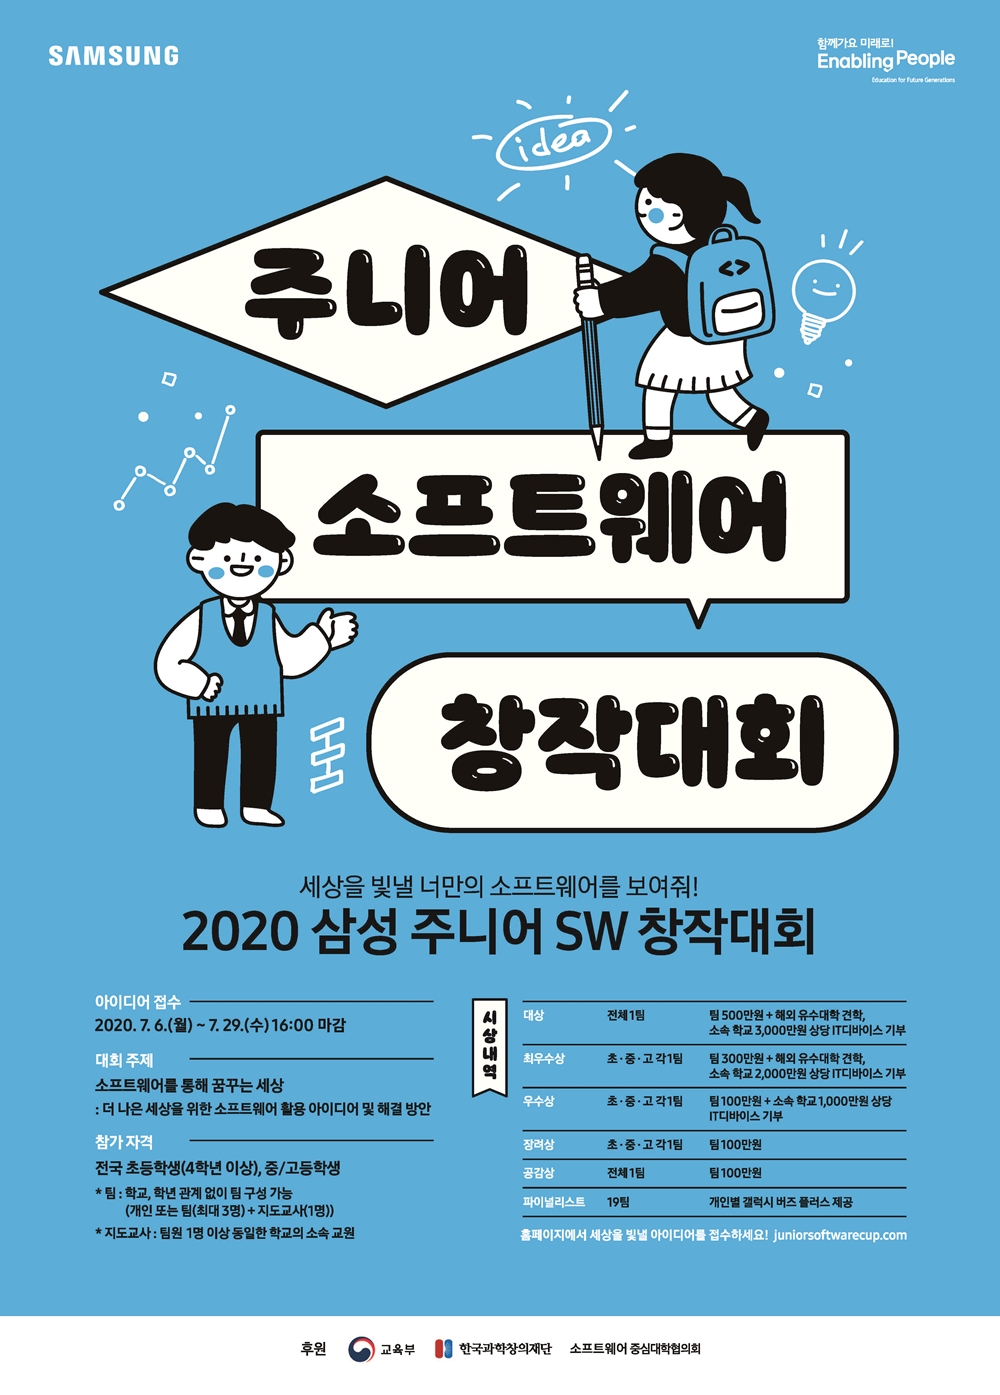 SAMSUNG
함께가요 미래로!
Enabling People
Education for Future Generations
idea
주니어
소프트웨어
창작대회
세상을 빛낼 너만의 소프트웨어를 보여줘!
2020 삼성 주니어 SW 창작대회
아이디어 접수
2020. 7. 6.(월) ~ 7. 29.(수) 16:00 마감
대회 주제
소프트웨어를 통해 꿈꾸는 세상
: 더 나은 세상을 위한 소프트웨어 활용 아이디어 및 해결 방안
참가 자격
전국 초등학생(4학년 이상), 중/고등학생
* 팀 : 학교, 학년 관계 없이 팀 구성 가능
(개인 또는 팀(최대 3명) + 지도교사(1명))
* 지도교사 : 팀원 1명 이상 동일한 학교의 소속 교원
시상내역
대상 전체 1팀 팀 500만원 + 해외 유수대학 견학,
소속 학교 3,000만원 상당 IT디바이스 기부
최우수상 초·중·고 각 1팀 팀 300만원 + 해외 유수대학 견학,
소속 학교 2,000만원 상당 IT디바이스 기부
우수상 초·중·고 각 1팀 팀 100만원 + 소속 학교 1,000만원 상당
IT디바이스 기부
장려상 초·중·고 각 1팀 팀 100만원
공감상 전체 1팀 팀 100만원
파이널리스트 19팀 개인별 갤럭시 버즈 플러스 제공
홈페이지에서 세상을 빛낼 아이디어를 접수하세요! juniorsoftwarecup.com
후원 교육부 한국과학창의재단 소프트웨어 중심대학협의회